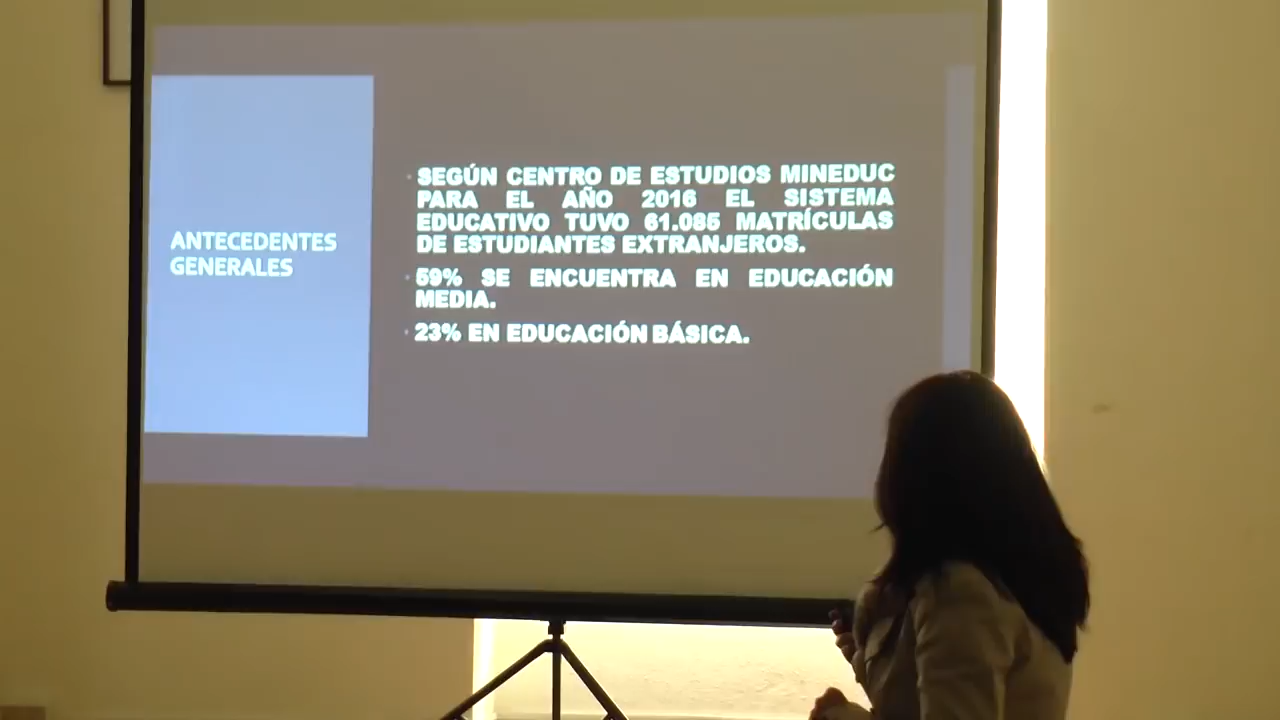 ANTECEDENTES
GENERALES
SEGÚN CENTRO DE ESTUDIOS MINEDUC
PARA EL AÑO 2016 EL SISTEMA
EDUCATIVO TUVO 61.085 MATRÍCULAS
DE ESTUDIANTES EXTRANJEROS.
59% SE ENCUENTRA EN EDUCACIÓN
MEDIA.
23% EN EDUCACIÓN BÁSICA.